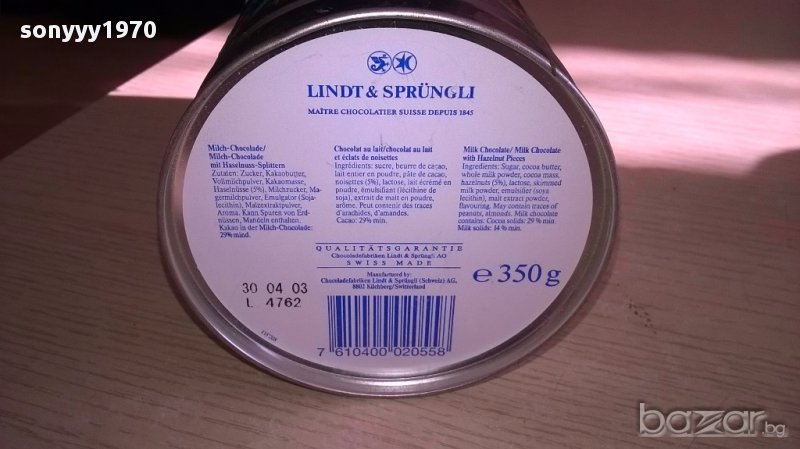 sonyyy1970
LINDT & SPRÜNGLI
MAÎTRE CHOCOLATIER SUISSE DEPUIS 1845
Milch-Chocolade/
Milch-Chocolade
mit Haselnuss-Splittern
Zutaten: Zucker, Kakaobutter,
Vollmilchpulver, Kakaomasse,
Haselnüsse (5%), Milchzucker, Ma-
germilchpulver, Emulgator (Soja-
lecithin), Malzextraktpulver,
Aroma. Kann Spuren von Erd-
nüssen, Mandeln enthalten.
Kakao in der Milch-Chocolade:
29% mind.
Chocolat au lait/chocolat au lait
et éclats de noisettes
Ingrédients: sucre, beurre de cacao,
lait entier en poudre, pâte de cacao,
noisettes (5%), lactose, lait écrémé en
poudre, émulsifiant (lécithine de
soja), extrait de malt en poudre,
arôme. Peut contenir des traces
d'arachides, d'amandes.
Cacao: 29% min.
Milk Chocolate/ Milk Chocolate
with Hazelnut Pieces
Ingredients: Sugar, cocoa butter,
whole milk powder, cocoa mass,
hazelnuts (5%), lactose, skimmed
milk powder, emulsifier (soya
lecithin), malt extract powder,
flavouring. May contain traces of
peanuts, almonds. Milk chocolate
contains: Cocoa solids: 29 % min.
Milk solids: 14 % min.
QUALITÄTSGARANTIE
Chocoladefabriken Lindt & Sprüngli AG
SWISS MADE
Manufactured by:
Chocoladefabriken Lindt & Sprüngli (Schweiz) AG,
8802 Kilchberg/Switzerland
e 350 g
30 04 03
L 4762
7 610400 020558
bazar.bg